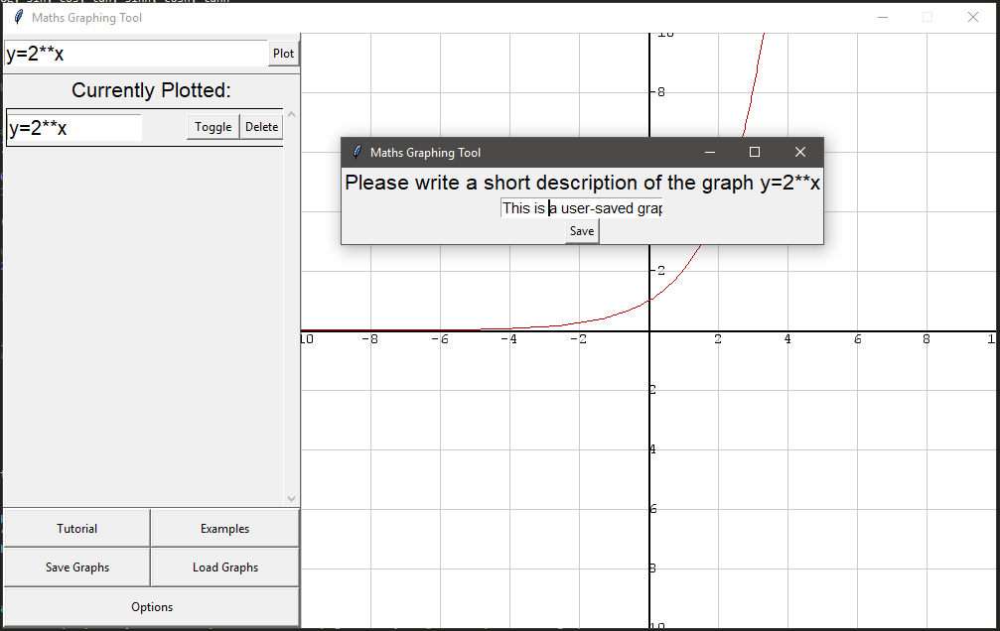 Maths Graphing Tool
y=2**x
Plot
Currently Plotted:
y=2**x
Toggle
Delete
Maths Graphing Tool
Please write a short description of the graph y=2**x
This is a user-saved grap
Save
10
-8
-2
10
-8
-6
-4
-2
2
4
6
8
1
2
4
6
8
10
Tutorial
Examples
Save Graphs
Load Graphs
Options